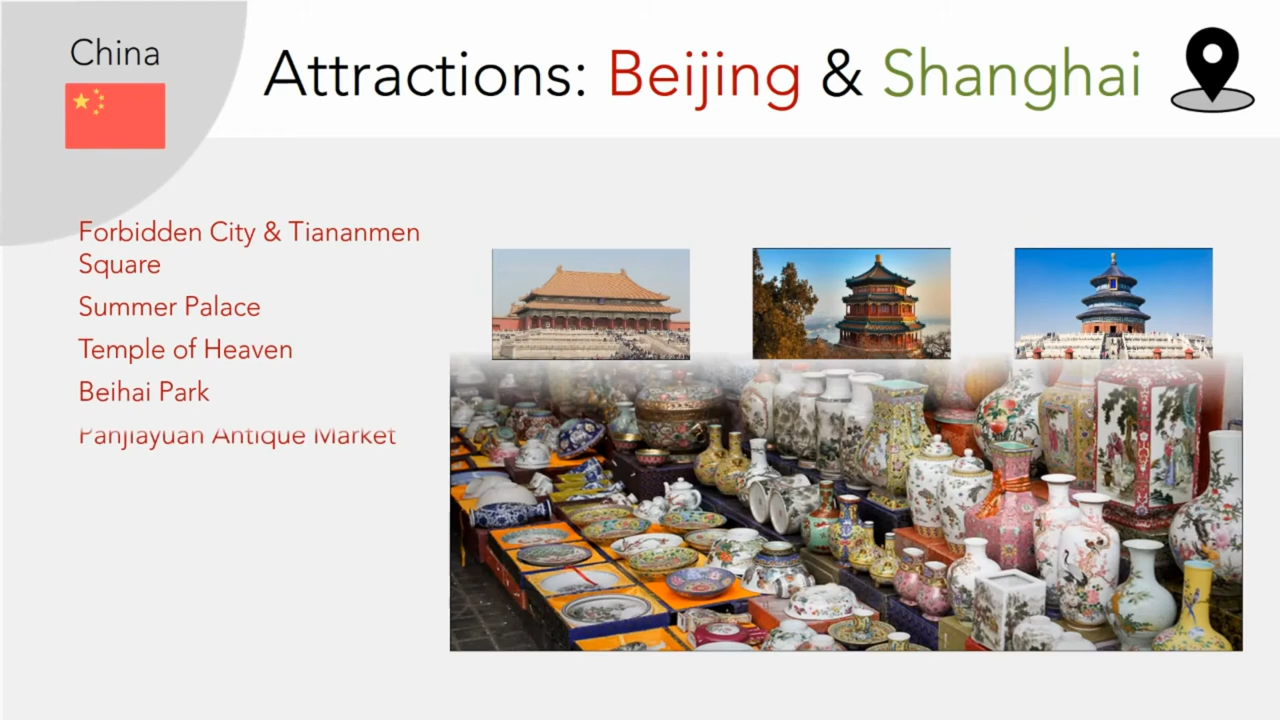 China
Attractions: Beijing & Shanghai
Forbidden City & Tiananmen
Square
Summer Palace
Temple of Heaven
Beihai Park
Panjiayuan Antique Market